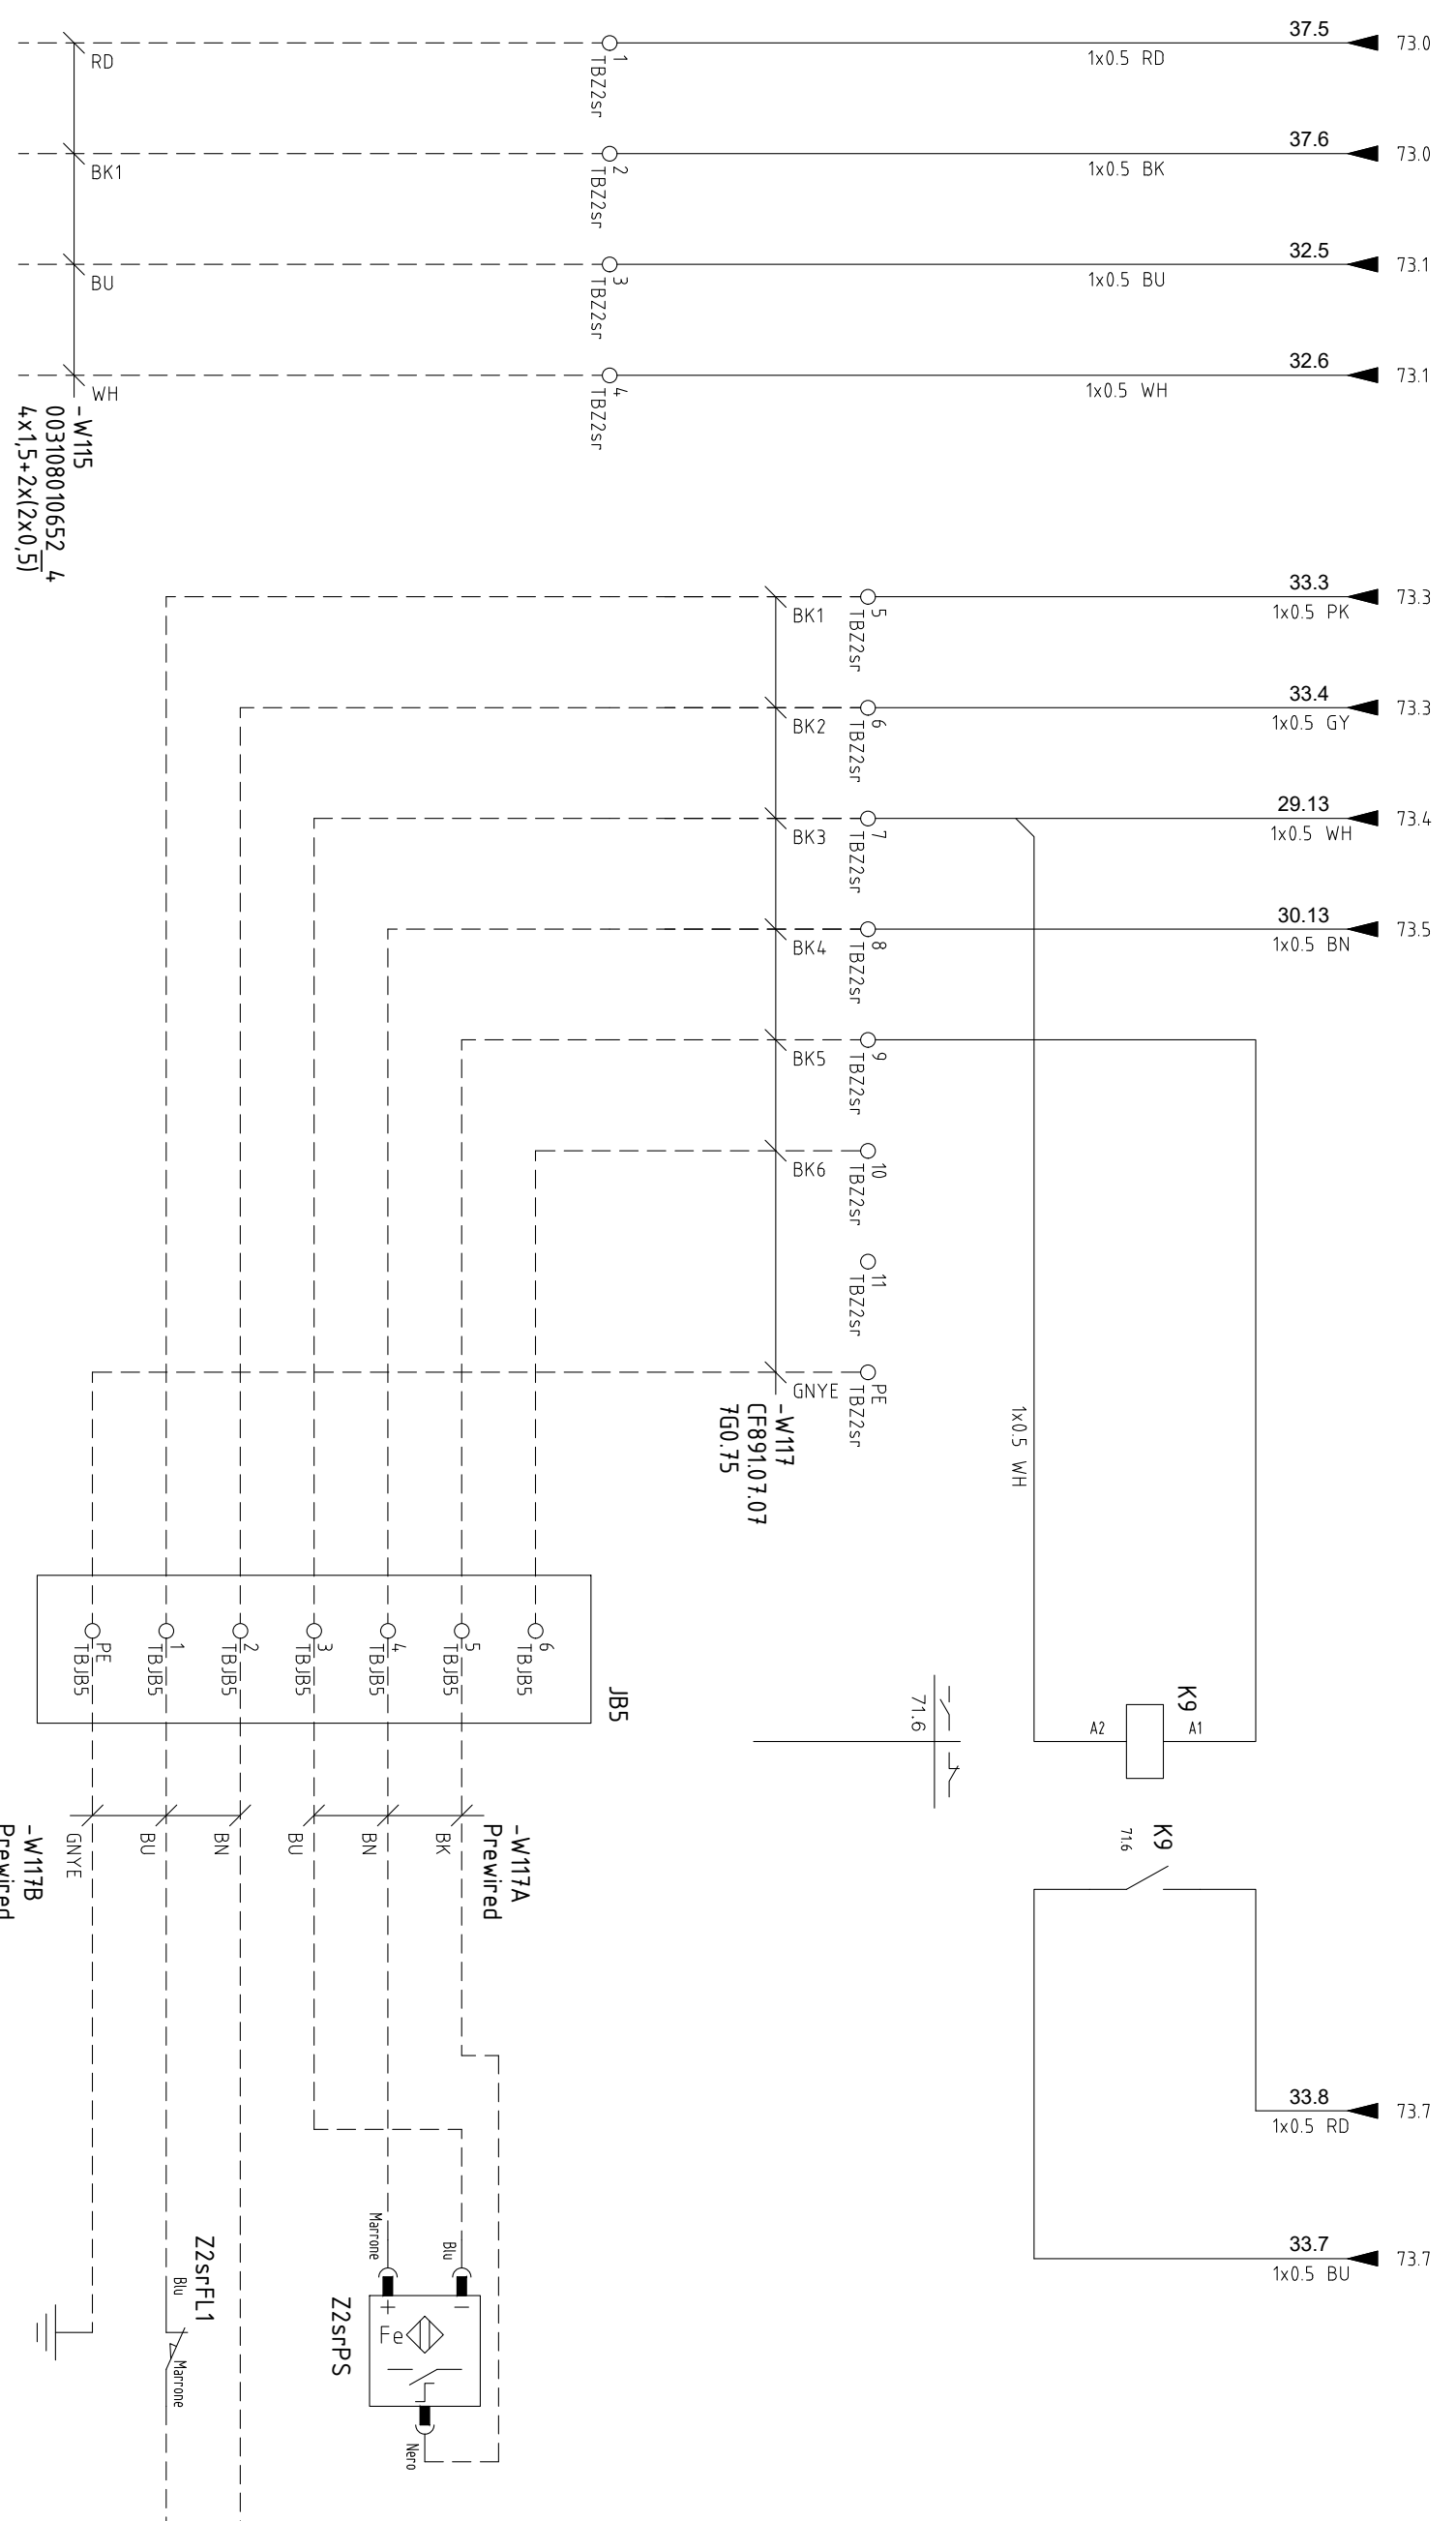 37.5
73.0
1x0.5 RD
RD
1
TBZ2sr
37.6
73.0
1x0.5 BK
BK1
2
TBZ2sr
32.5
73.1
1x0.5 BU
BU
3
TBZ2sr
32.6
73.1
1x0.5 WH
WH
4
TBZ2sr
-W115
00310801065​2_4
4x1,5+2x(2x0,5)
33.3
73.3
1x0.5 PK
BK1
5
TBZ2sr
33.4
73.3
1x0.5 GY
BK2
6
TBZ2sr
29.13
73.4
1x0.5 WH
BK3
7
TBZ2sr
30.13
73.5
1x0.5 BN
BK4
8
TBZ2sr
BK5
9
TBZ2sr
BK6
10
TBZ2sr
11
TBZ2sr
GNYE
PE
TBZ2sr
-W117
CF891.07.07
7G0.75
1x0.5 WH
JB5
PE
TBJB5
1
TBJB5
2
TBJB5
3
TBJB5
4
TBJB5
5
TBJB5
6
TBJB5
71.6
K9
A2
A1
K9
71.6
GNYE
BU
BN
BU
BN
BK
-W117A
Prewired
-W117B
Prewired
33.8
73.7
1x0.5 RD
33.7
73.7
1x0.5 BU
Z2srFL1
Blu
Marrone
Z2srPS
Marrone
Blu
+
-
Fe
Nero